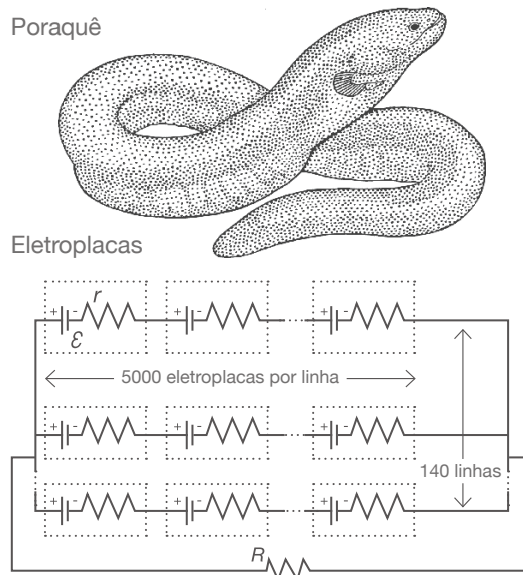 Poraquê
Eletroplacas
+ - r
ε
+ -
+ -
5000 eletroplacas por linha
+ -
+ -
+ -
140 linhas
+ -
+ -
+ -
R